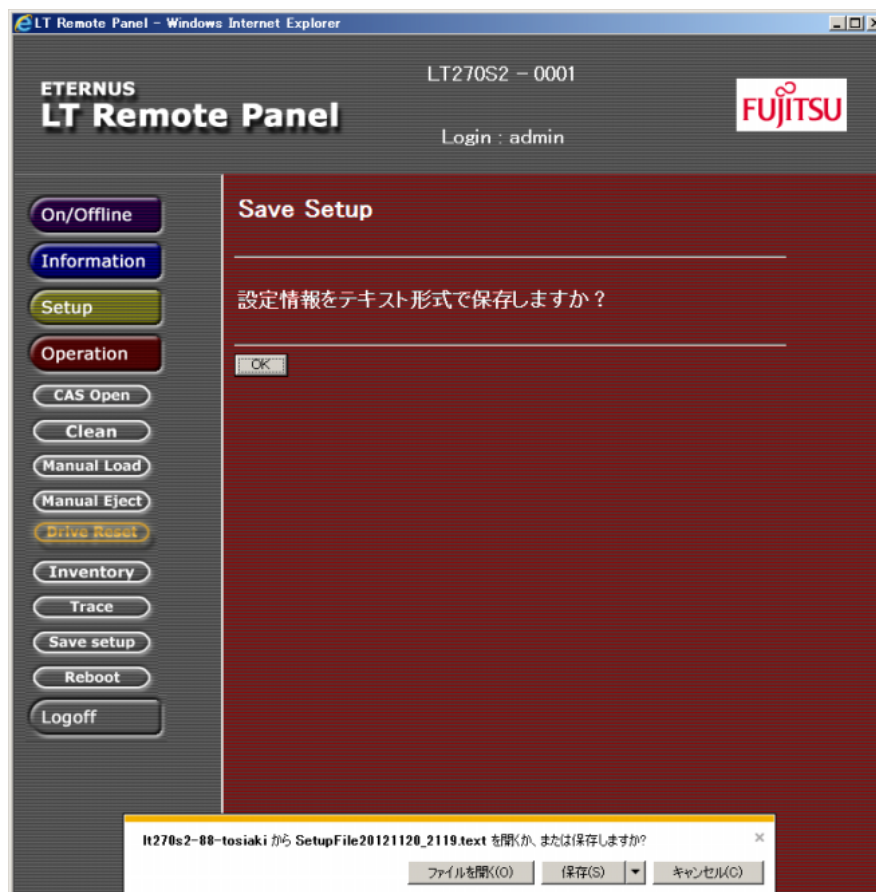 LT Remote Panel - Windows Internet Explorer
ETERNUS
LT Remote Panel
LT270S2 - 0001
Login : admin
FUJITSU
On/Offline
Information
Setup
Operation
CAS Open
Clean
Manual Load
Manual Eject
Drive Reset
Inventory
Trace
Save setup
Reboot
Logoff
Save Setup
設定情報をテキスト形式で保存しますか？
OK
lt270s2-88-tosiaki から SetupFile20121120_2119.text を開くか、または保存しますか?
ファイルを開く(O)
保存(S)
キャンセル(C)